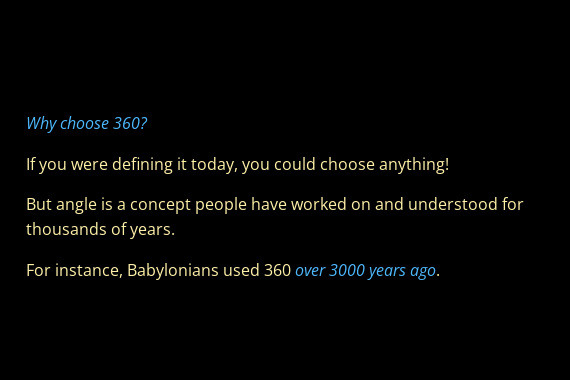 Why choose 360?
If you were defining it today, you could choose anything!
But angle is a concept people have worked on and understood for
thousands of years.
For instance, Babylonians used 360 over 3000 years ago.